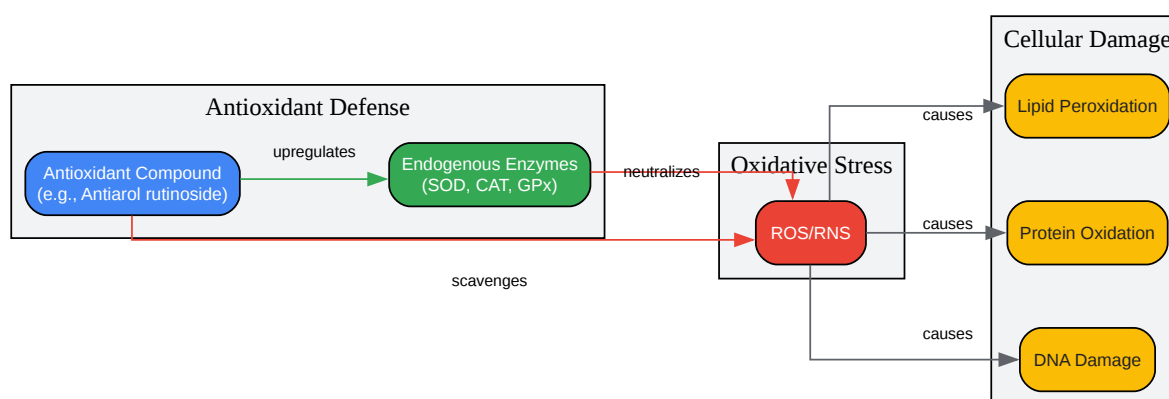 Cellular Damage
Antioxidant Defense
Lipid Peroxidation
causes
upregulates
Antioxidant Compound
(e.g., Antiarol rutinoside)
Endogenous Enzymes
(SOD, CAT, GPx)
neutralizes
Oxidative Stress
ROS/RNS
causes
Protein Oxidation
scavenges
causes
DNA Damage